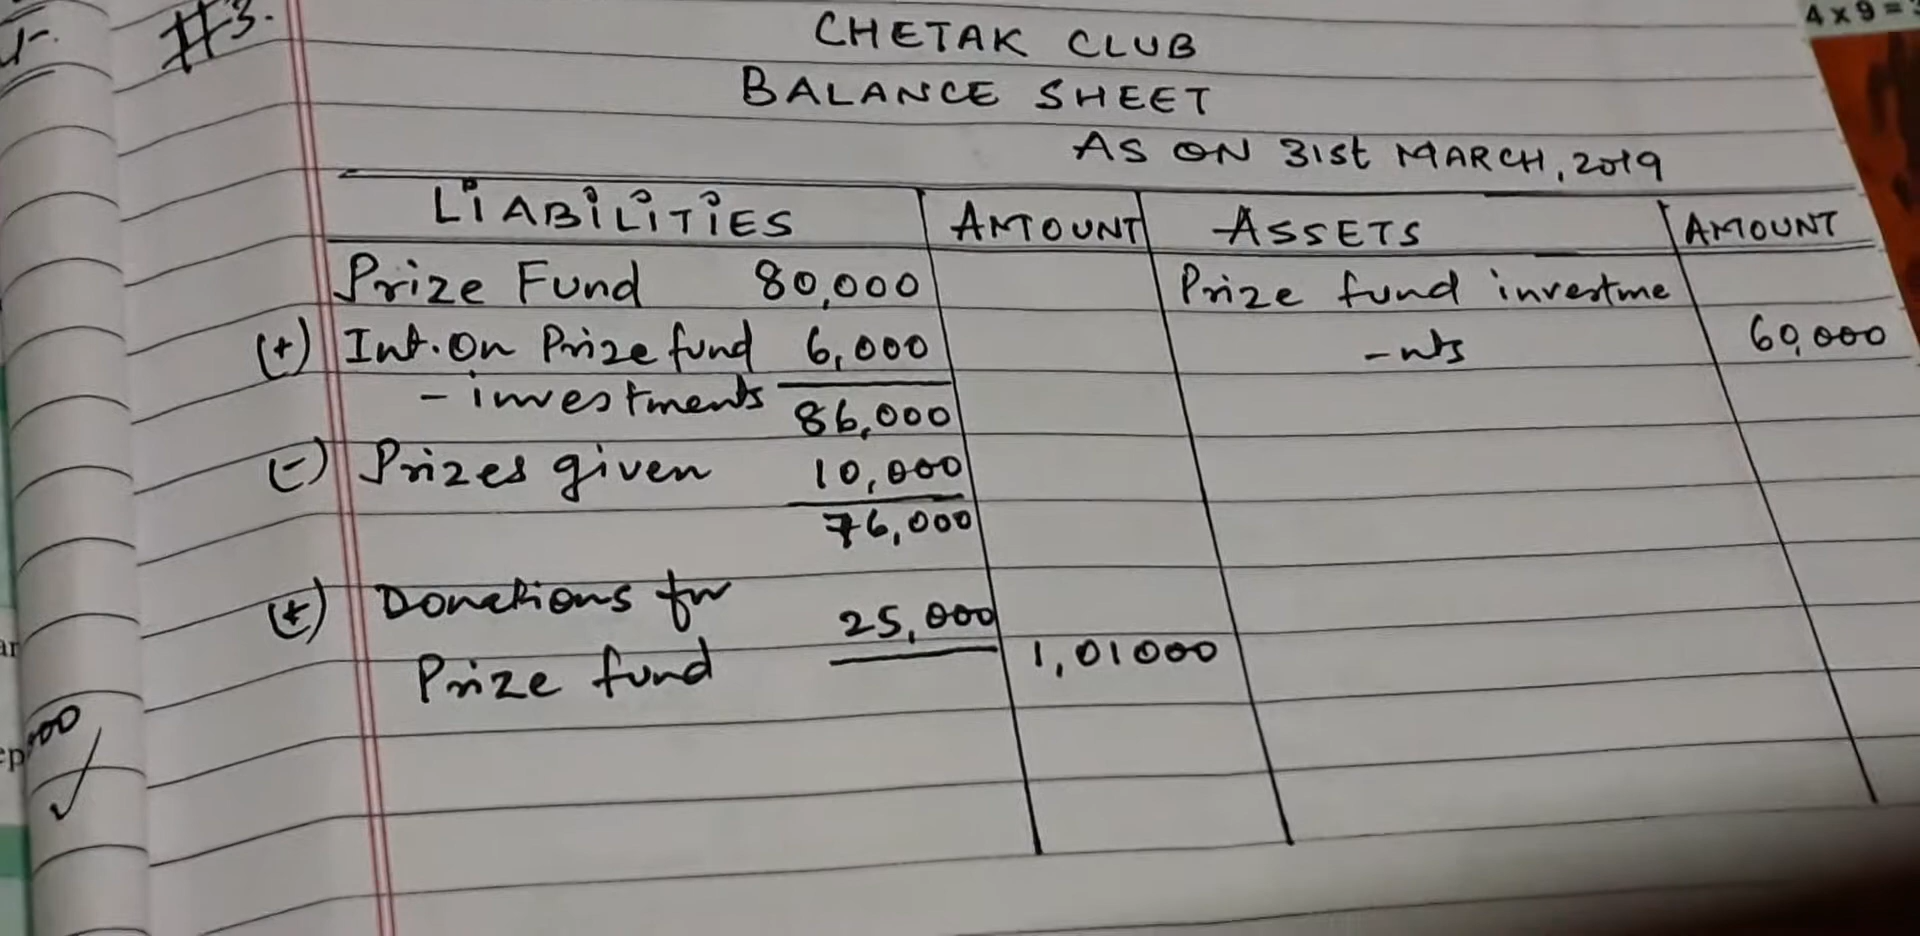 #3.
4 x 9 =
CHETAK CLUB
BALANCE SHEET
AS ON 31st MARCH, 2019
LIABILITIES AMOUNT ASSETS AMOUNT
Prize Fund 80,000 Prize fund investme
(+) Int. On Prize fund 6,000 -nts 60,000
- investments 86,000
(-) Prizes given 10,000
76,000
(+) Donations for 25,000
Prize fund 1,01000